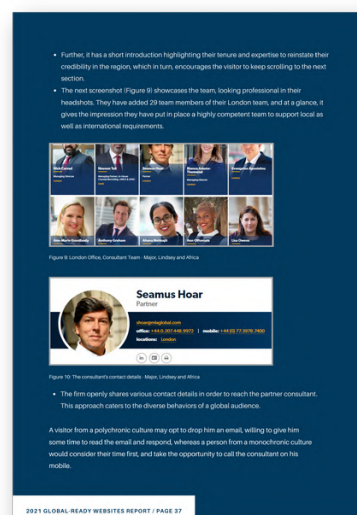 • Further, it has a short introduction highlighting their tenure and expertise to reinstate their
credibility in the region, which in turn, encourages the visitor to keep scrolling to the next
section.
• The next screenshot (Figure 9) showcases the team, looking professional in their
headshots. They have added 29 team members of their London team, and at a glance, it
gives the impression they have put in place a highly competent team to support local as
well as international requirements.
Figure 9: London Office, Consultant Team - Major, Lindsey and Africa
Seamus Hoar
Partner
shoar@mlaglobal.com
office: | mobile:
locations: London
in
Figure 10: The consultant's contact details - Major, Lindsey and Africa
• The firm openly shares various contact details in order to reach the partner consultant.
This approach caters to the diverse behaviors of a global audience.
A visitor from a polychronic culture may opt to drop him an email, willing to give him
some time to read the email and respond, whereas a person from a monochronic culture
would consider their time first, and take the opportunity to call the consultant on his
mobile.
2021 GLOBAL-READY WEBSITES REPORT / PAGE 37